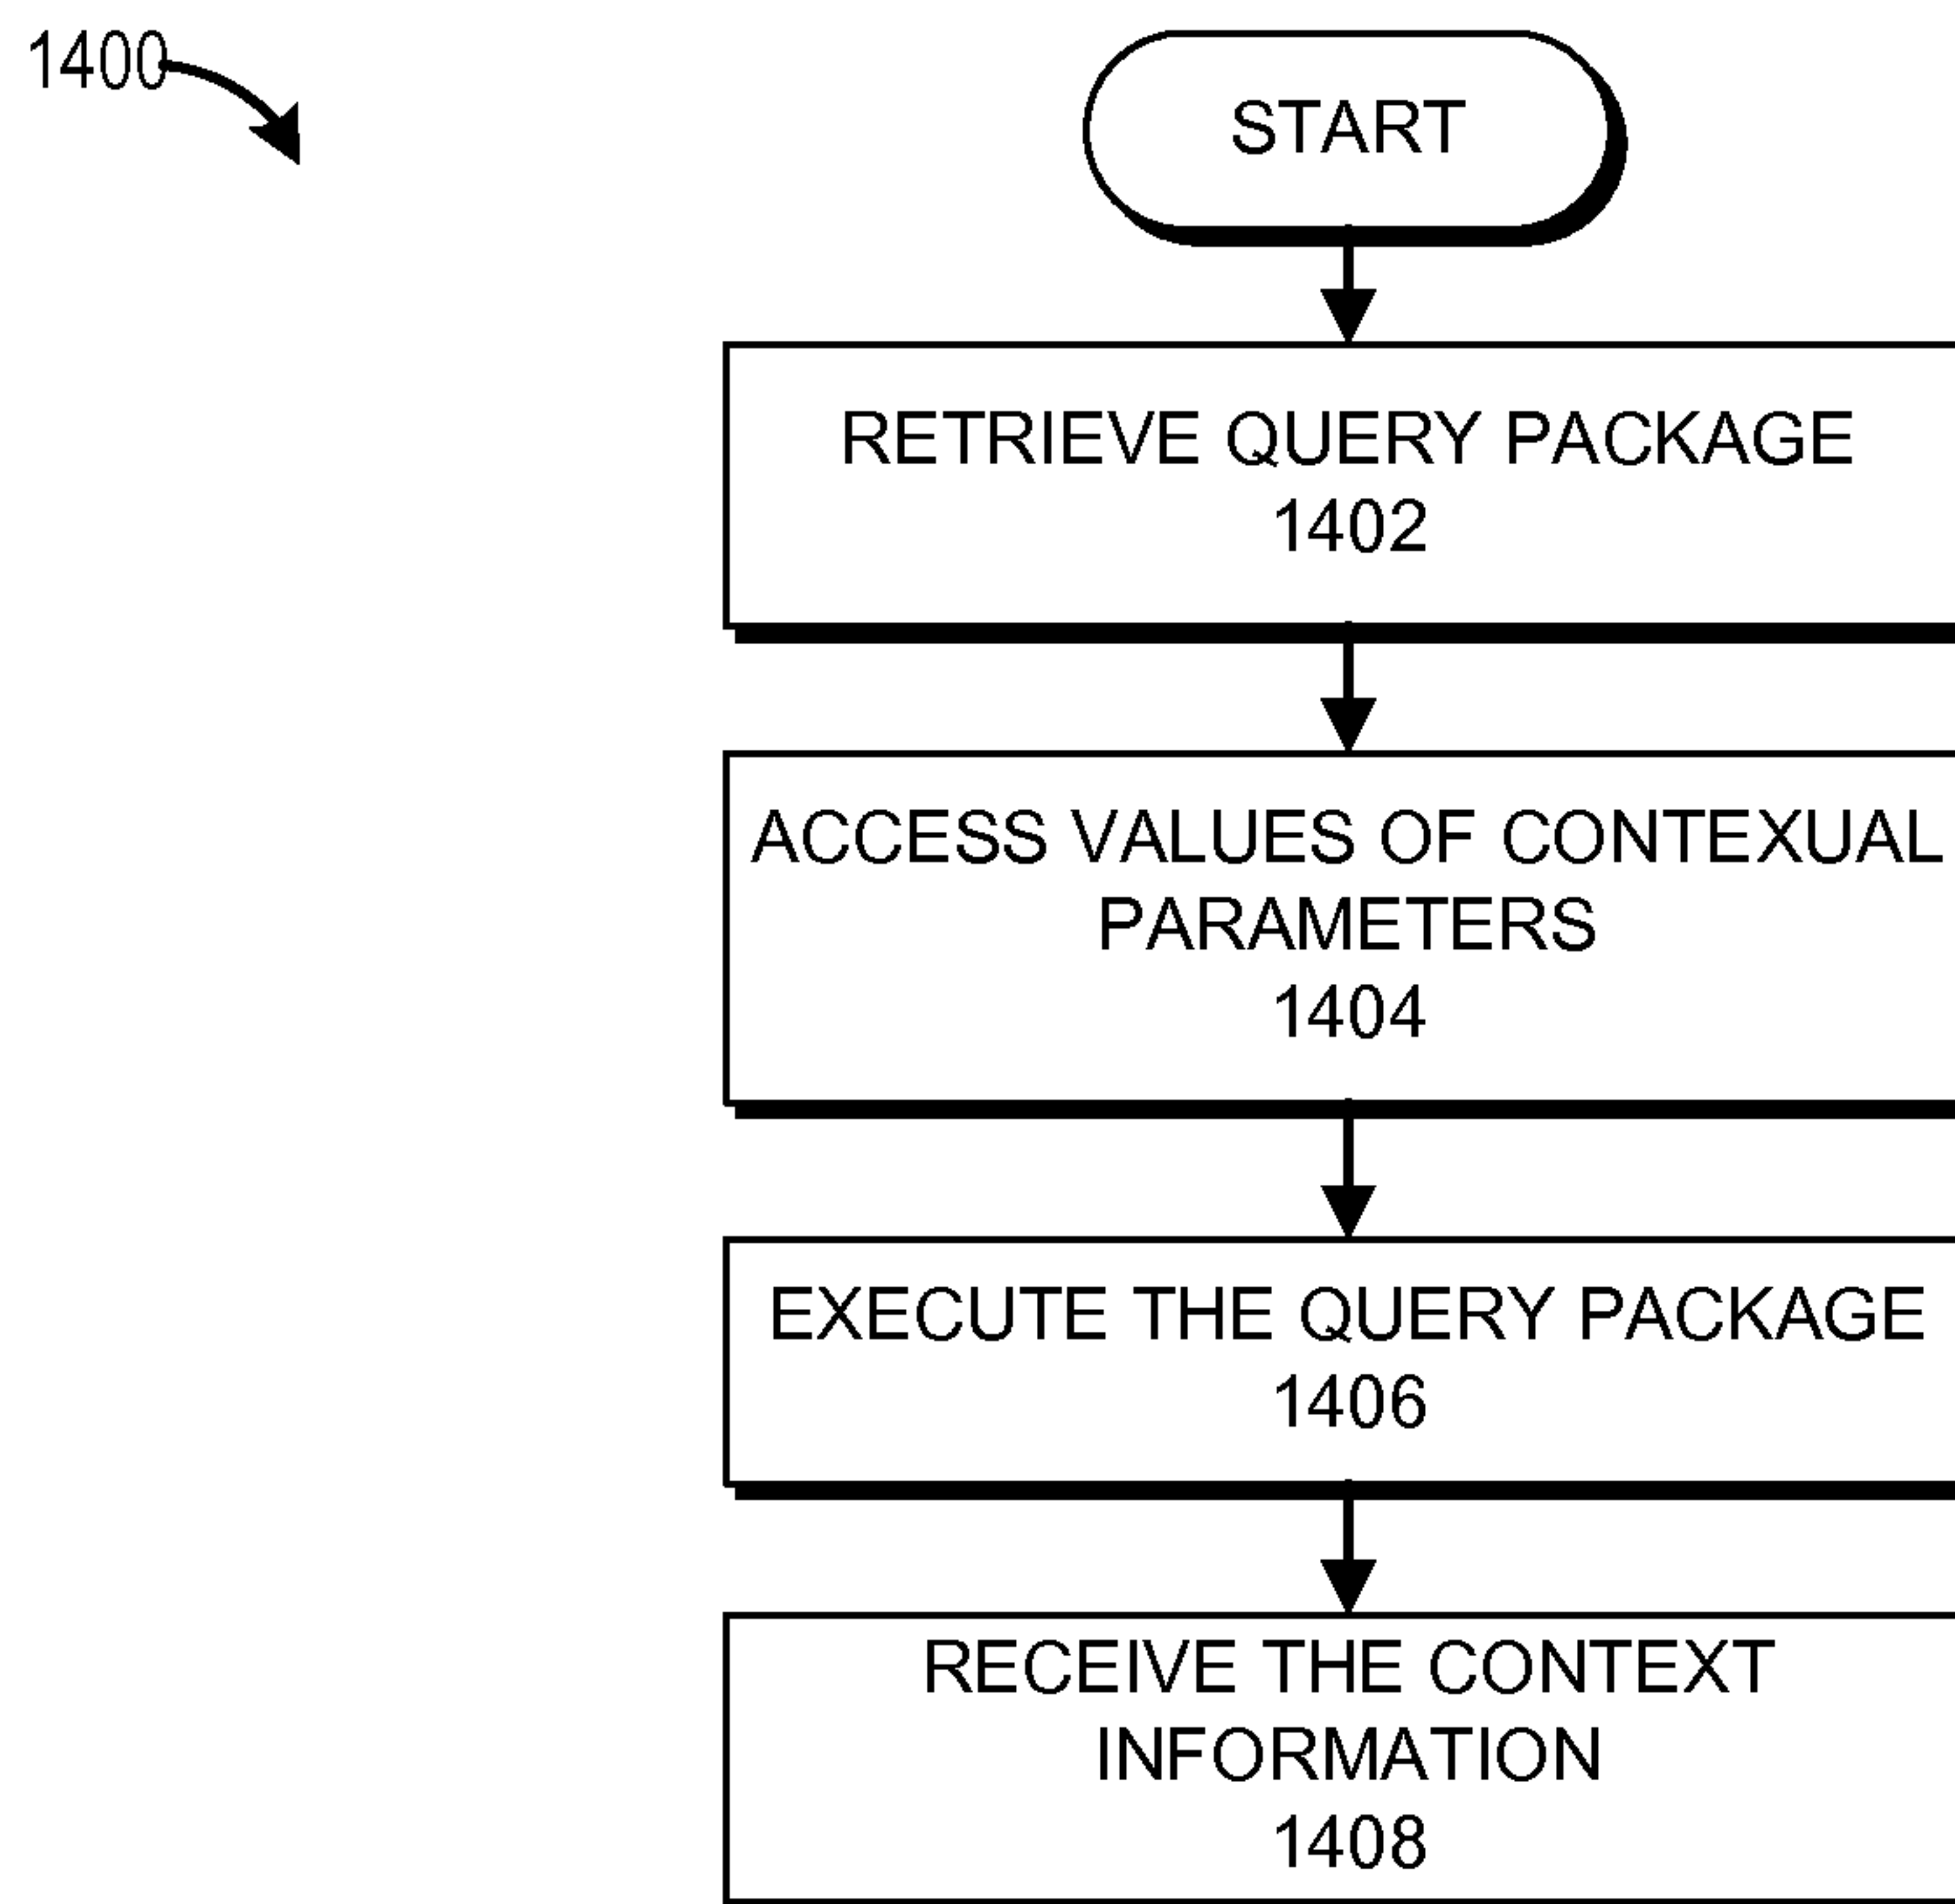 1400
START
RETRIEVE QUERY PACKAGE
1402
ACCESS VALUES OF CONTEXUAL
PARAMETERS
1404
EXECUTE THE QUERY PACKAGE
1406
RECEIVE THE CONTEXT
INFORMATION
1408